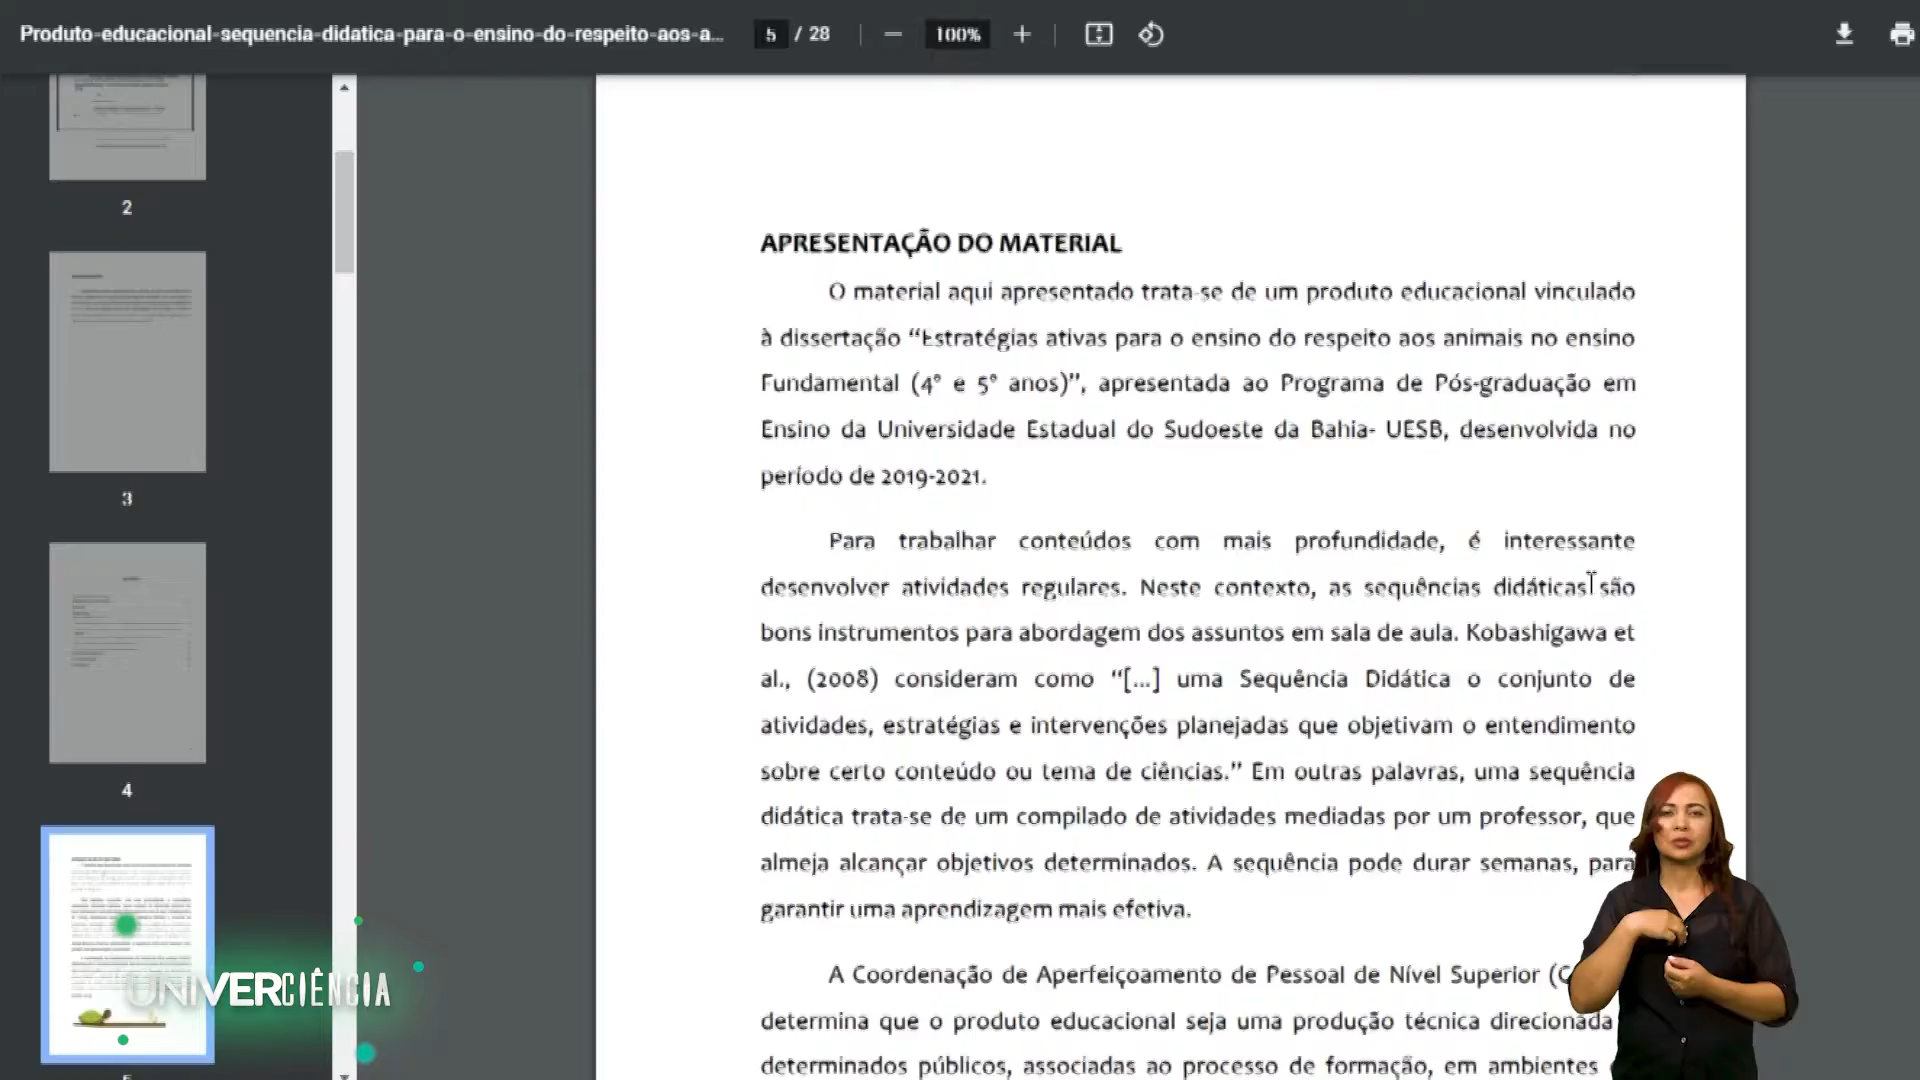 Produto-educacional-sequencia-didatica-para-o-ensino-do-respeito-aos-a...
5 / 28
100%
2
3
4
APRESENTAÇÃO DO MATERIAL
O material aqui apresentado trata-se de um produto educacional vinculado
à dissertação “Estratégias ativas para o ensino do respeito aos animais no ensino
Fundamental (4° e 5° anos)”, apresentada ao Programa de Pós-graduação em
Ensino da Universidade Estadual do Sudoeste da Bahia- UESB, desenvolvida no
período de 2019-2021.
Para trabalhar conteúdos com mais profundidade, é interessante
desenvolver atividades regulares. Neste contexto, as sequências didáticas são
bons instrumentos para abordagem dos assuntos em sala de aula. Kobashigawa et
al., (2008) consideram como “[...] uma Sequência Didática o conjunto de
atividades, estratégias e intervenções planejadas que objetivam o entendimento
sobre certo conteúdo ou tema de ciências.” Em outras palavras, uma sequência
didática trata-se de um compilado de atividades mediadas por um professor, que
almeja alcançar objetivos determinados. A sequência pode durar semanas, para
garantir uma aprendizagem mais efetiva.
A Coordenação de Aperfeiçoamento de Pessoal de Nível Superior (C
determina que o produto educacional seja uma produção técnica direcionada
determinados públicos, associadas ao processo de formação, em ambientes
UNIVERCIÊNCIA